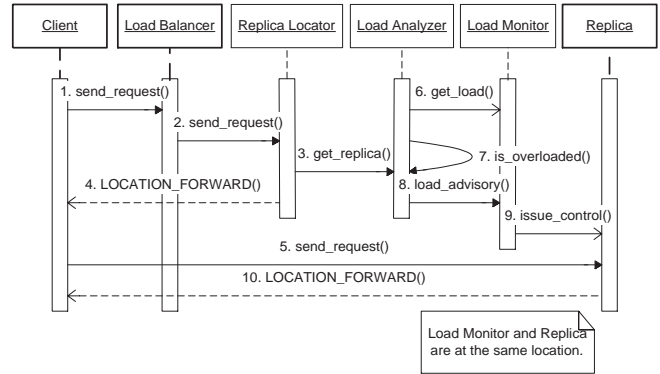 Client
Load Balancer
Replica Locator
Load Analyzer
Load Monitor
Replica
1. send_request()
6. get_load()
2. send_request()
3. get_replica()
7. is_overloaded()
4. LOCATION_FORWARD()
8. load_advisory()
9. issue_control()
5. send_request()
10. LOCATION_FORWARD()
Load Monitor and Replica
are at the same location.